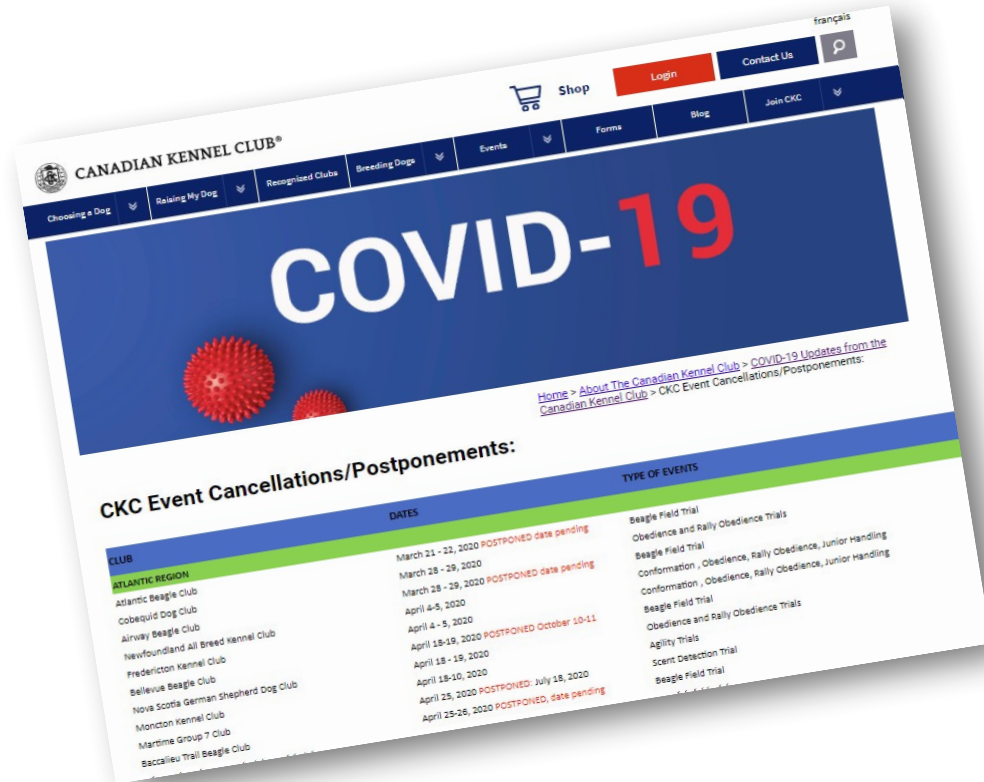 français
Shop
Login
Contact Us
CANADIAN KENNEL CLUB®
Choosing a Dog
Raising My Dog
Recognized Clubs
Breeding Dogs
Events
Forms
Blog
Join CKC
COVID-19
Home > About The Canadian Kennel Club > COVID-19 Updates from the
Canadian Kennel Club > CKC Event Cancellations/Postponements:
CKC Event Cancellations/Postponements:
CLUB DATES TYPE OF EVENTS
ATLANTIC REGION
Atlantic Beagle Club March 21 - 22, 2020 POSTPONED date pending Beagle Field Trial
Cobequid Dog Club March 28 - 29, 2020 Obedience and Rally Obedience Trials
Airway Beagle Club March 28 - 29, 2020 POSTPONED date pending Beagle Field Trial
Newfoundland All Breed Kennel Club April 4-5, 2020 Conformation , Obedience, Rally Obedience, Junior Handling
Fredericton Kennel Club April 4 - 5, 2020 Conformation , Obedience, Rally Obedience, Junior Handling
Bellevue Beagle Club April 18-19, 2020 POSTPONED October 10-11 Beagle Field Trial
Nova Scotia German Shepherd Dog Club April 18 - 19, 2020 Obedience and Rally Obedience Trials
Moncton Kennel Club April 18-10, 2020 Agility Trials
Martime Group 7 Club April 25, 2020 POSTPONED: July 18, 2020 Scent Detection Trial
Baccalieu Trail Beagle Club April 25-26, 2020 POSTPONED, date pending Beagle Field Trial